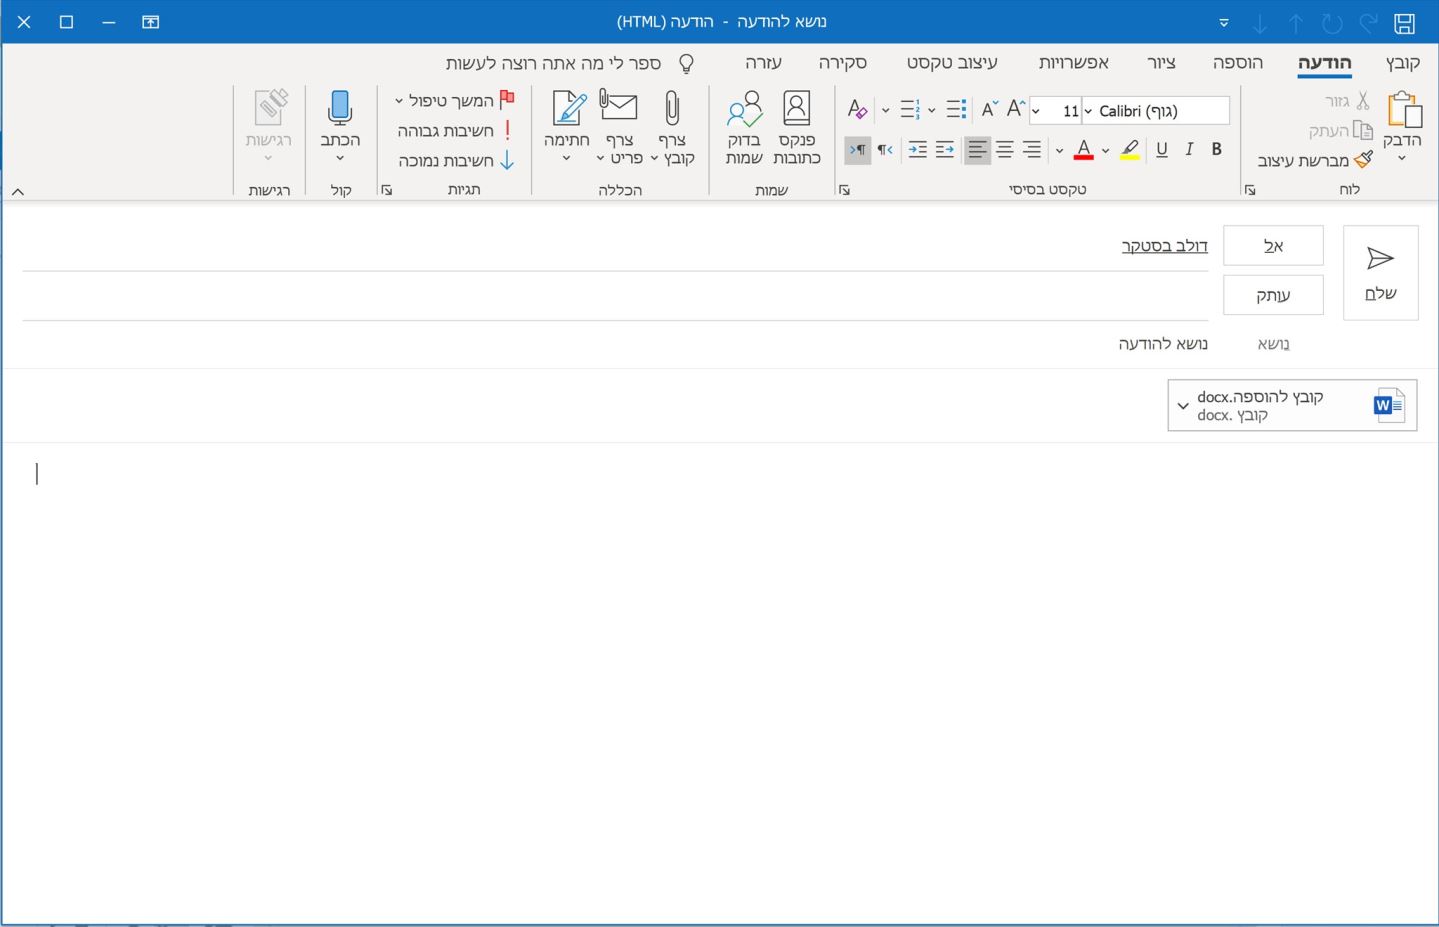 נושא להודעה - הודעה (HTML)
קובץ הודעה הוספה ציור אפשרויות עיצוב טקסט סקירה עזרה ספר לי מה אתה רוצה לעשות
הדבק
גזור
העתק
מברשת עיצוב
לוח
Calibri (גוף) 11
B I U
טקסט בסיסי
פנקס
כתובות
בדוק
שמות
שמות
צרף
קובץ
צרף
פריט
חתימה
הכללה
המשך טיפול
חשיבות גבוהה
חשיבות נמוכה
תגיות
הכתב
קול
רגישות
רגישות
שלח
אל דולב בסטקר
עותק
נושא נושא להודעה
קובץ להוספה.docx
קובץ .docx